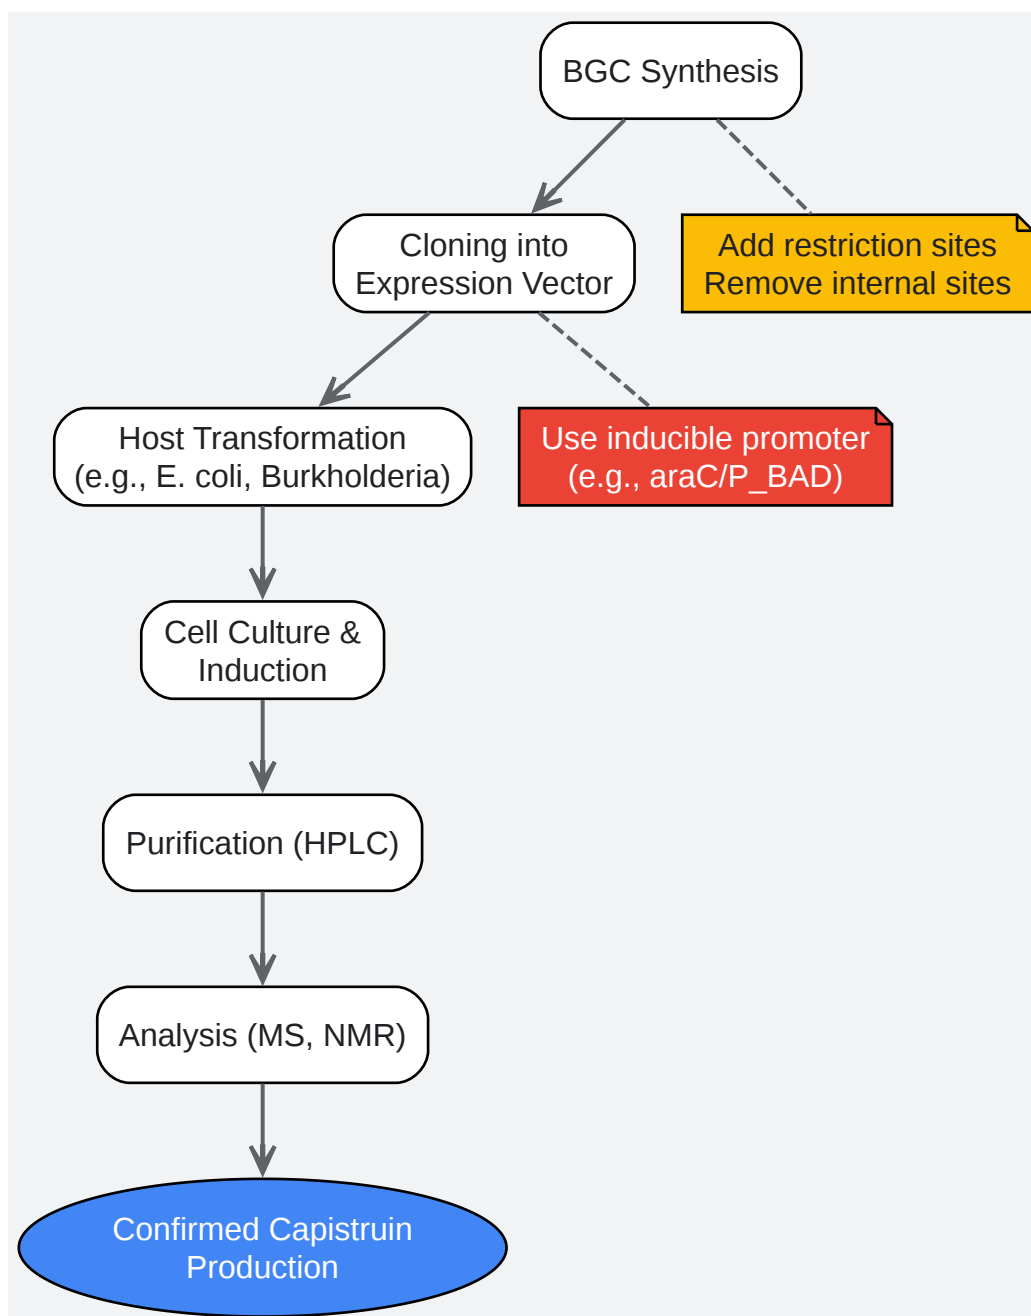 BGC Synthesis
Cloning into
Expression Vector
Add restriction sites
Remove internal sites
Host Transformation
(e.g., E. coli, Burkholderia)
Use inducible promoter
(e.g., araC/P_BAD)
Cell Culture &
Induction
Purification (HPLC)
Analysis (MS, NMR)
Confirmed Capistruin
Production